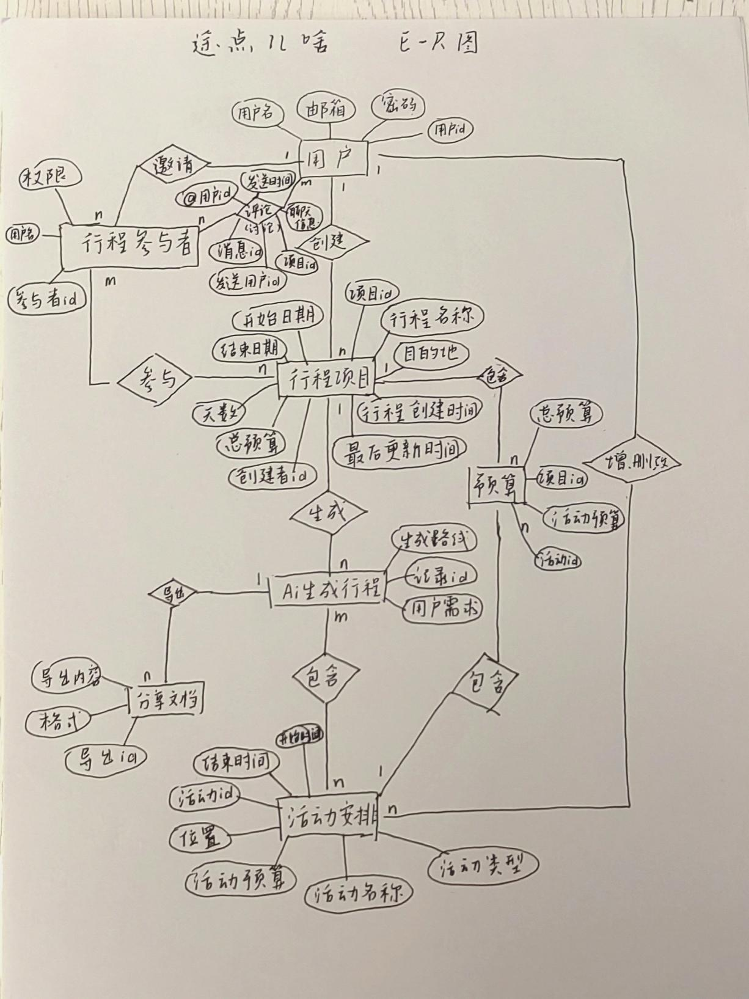 途点儿啥 E-R图
用户名
邮箱
密码
用户id
用户
邀请
1
1
1
权限
发送时间
m
@用户id
评论
(讨论)
聊天
信息
n
n
用户名
行程参与者
消息id
项目id
创建
m
发送用户id
参与者id
项目id
开始日期
行程名称
结束日期
目的地
n
n
1
参与
行程项目
包含
天数
1
行程创建时间
总预算
总预算
最后更新时间
创建者id
n
增.删改
预算
项目id
生成
活动预算
n
生成路线
活动id
n
1
记录id
导出
Ai生成行程
用户需求
m
导出内容
n
包含
包含
分享文档
格式
导出id
开始时间
结束时间
1
n
活动id
n
活动安排
位置
活动预算
活动类型
活动名称